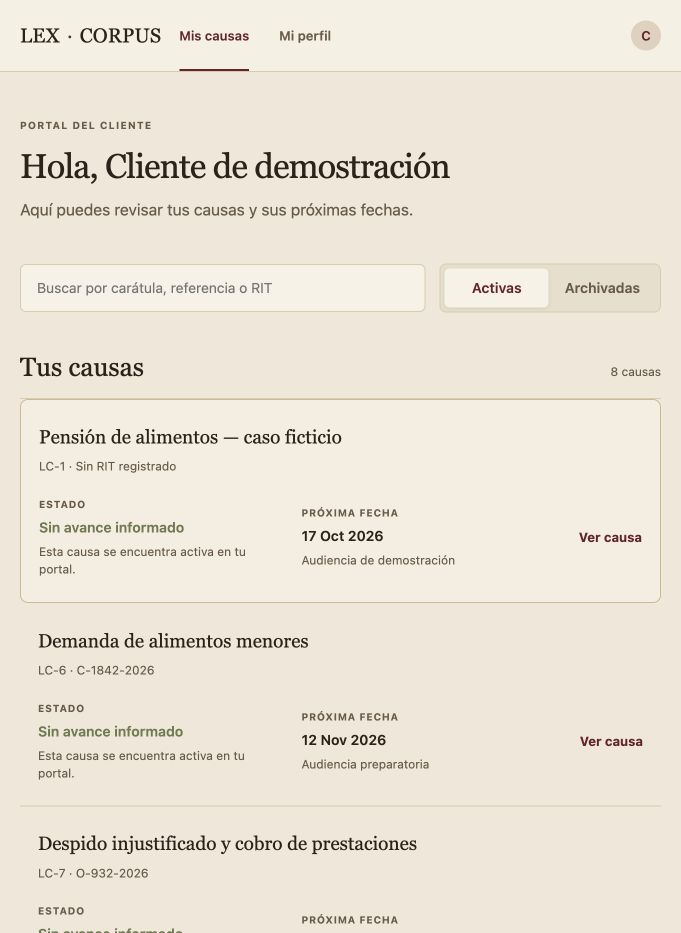 LEX · CORPUS
Mis causas
Mi perfil
C
PORTAL DEL CLIENTE
Hola, Cliente de demostración
Aquí puedes revisar tus causas y sus próximas fechas.
Buscar por carátula, referencia o RIT
Activas
Archivadas
Tus causas
8 causas
Pensión de alimentos — caso ficticio
LC-1 · Sin RIT registrado
ESTADO
Sin avance informado
Esta causa se encuentra activa en tu
portal.
PRÓXIMA FECHA
17 Oct 2026
Audiencia de demostración
Ver causa
Demanda de alimentos menores
LC-6 · C-1842-2026
ESTADO
Sin avance informado
Esta causa se encuentra activa en tu
portal.
PRÓXIMA FECHA
12 Nov 2026
Audiencia preparatoria
Ver causa
Despido injustificado y cobro de prestaciones
LC-7 · O-932-2026
ESTADO
Sin avance informado
PRÓXIMA FECHA